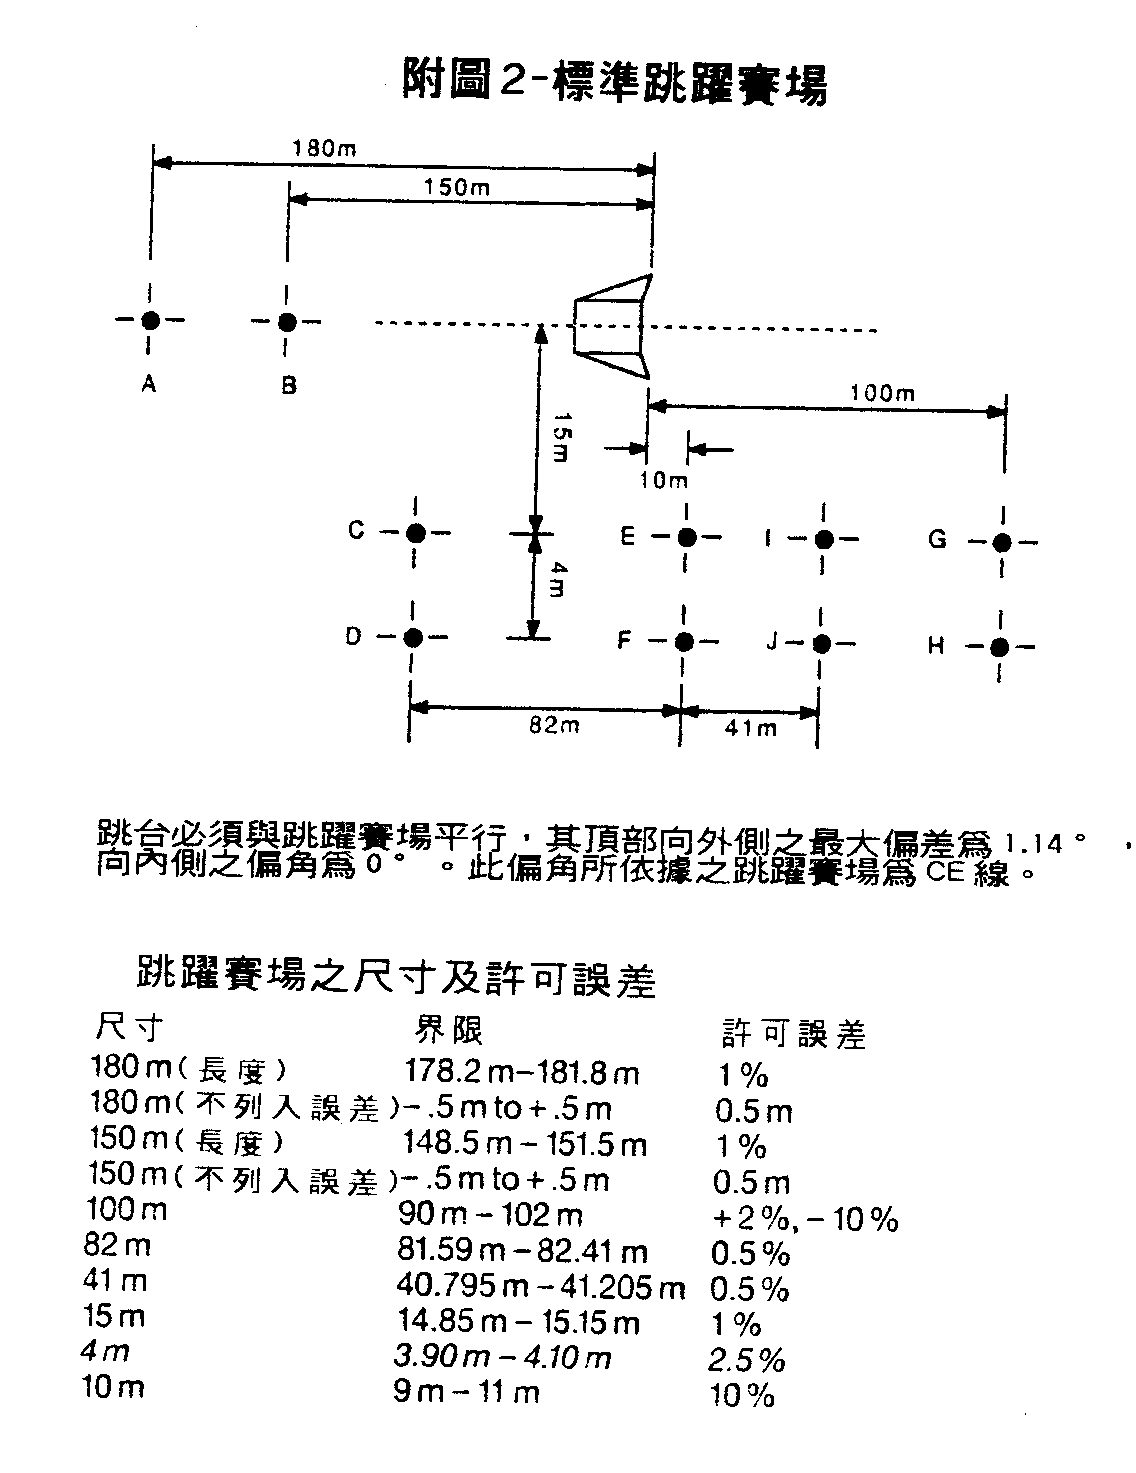 附圖2-標準跳躍賽場
180m
150m
A
B
100m
15m
10m
C
E
I
G
4m
D
F
J
H
82m
41m
跳台必須與跳躍賽場平行，其頂部向外側之最大偏差爲 1.14°，
向內側之偏角爲 0°。此偏角所依據之跳躍賽場爲 CE 線。
跳躍賽場之尺寸及許可誤差
尺寸 界限 許可誤差
180m(長度) 178.2m-181.8m 1%
180m(不列入誤差)-.5m to+.5m 0.5m
150m(長度) 148.5m-151.5m 1%
150m(不列入誤差)-.5m to+.5m 0.5m
100m 90m-102m +2%,-10%
82m 81.59m-82.41m 0.5%
41m 40.795m-41.205m 0.5%
15m 14.85m-15.15m 1%
4m 3.90m-4.10m 2.5%
10m 9m-11m 10%